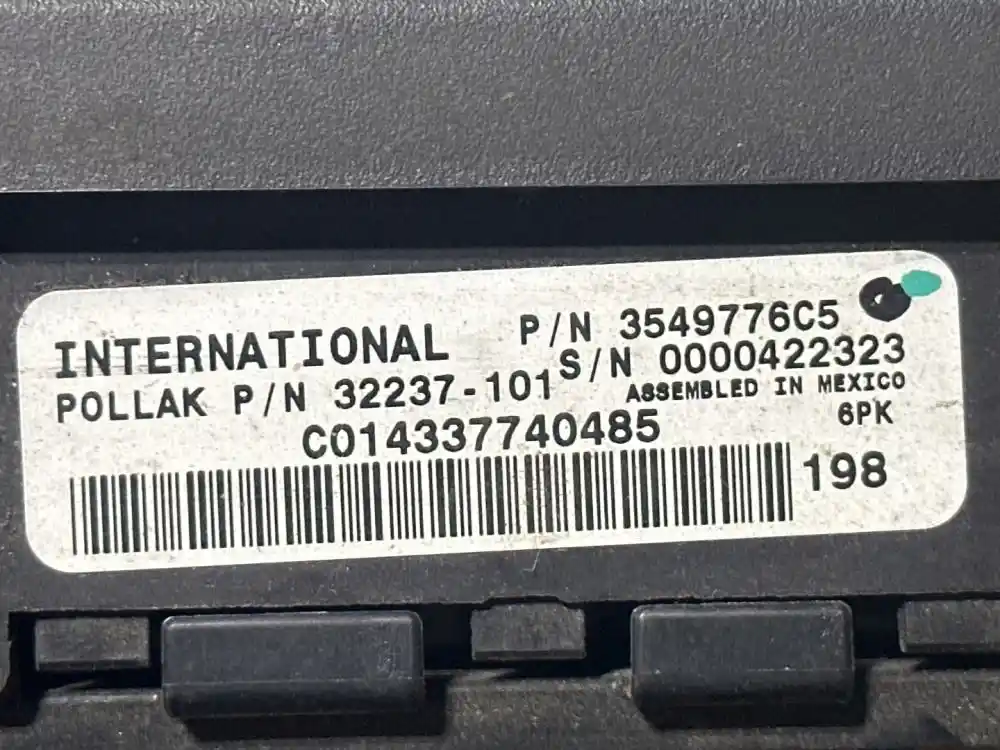 INTERNATIONAL P/N 3549776C5
S/N 0000422323
POLLAK P/N 32237-101 ASSEMBLED IN MEXICO
6PK
C014337740485
198